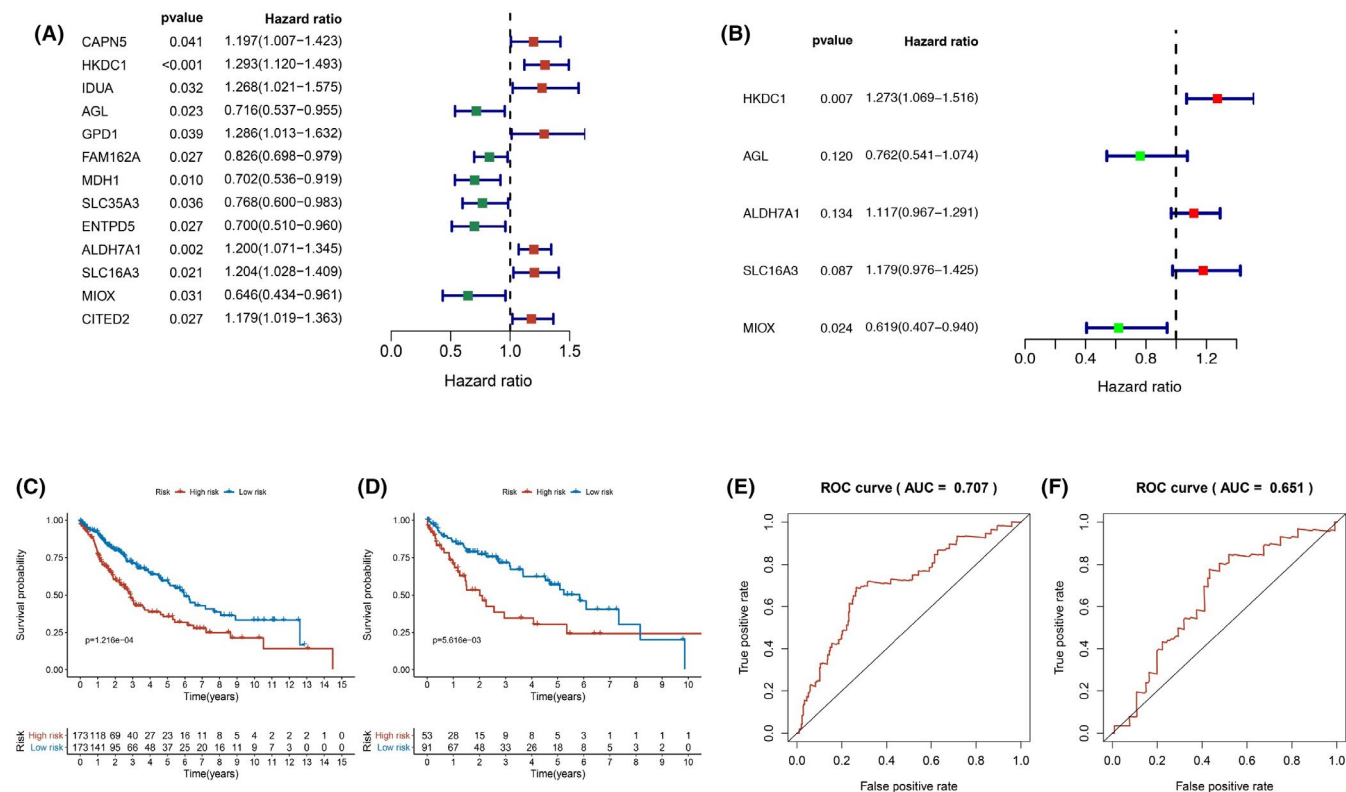 (A)
pvalue Hazard ratio
CAPN5 0.041 1.197(1.007−1.423)
HKDC1 <0.001 1.293(1.120−1.493)
IDUA 0.032 1.268(1.021−1.575)
AGL 0.023 0.716(0.537−0.955)
GPD1 0.039 1.286(1.013−1.632)
FAM162A 0.027 0.826(0.698−0.979)
MDH1 0.010 0.702(0.536−0.919)
SLC35A3 0.036 0.768(0.600−0.983)
ENTPD5 0.027 0.700(0.510−0.960)
ALDH7A1 0.002 1.200(1.071−1.345)
SLC16A3 0.021 1.204(1.028−1.409)
MIOX 0.031 0.646(0.434−0.961)
CITED2 0.027 1.179(1.019−1.363)
0.0 0.5 1.0 1.5
Hazard ratio
(B)
pvalue Hazard ratio
HKDC1 0.007 1.273(1.069−1.516)
AGL 0.120 0.762(0.541−1.074)
ALDH7A1 0.134 1.117(0.967−1.291)
SLC16A3 0.087 1.179(0.976−1.425)
MIOX 0.024 0.619(0.407−0.940)
0.0 0.4 0.8 1.2
Hazard ratio
(C)
Risk High risk Low risk
1.00
0.75
0.50
0.25
0.00
Survival probability
p=1.216e−04
0 1 2 3 4 5 6 7 8 9 10 11 12 13 14 15
Time(years)
Risk
High risk 173 118 69 40 27 23 16 11 8 5 4 2 2 2 1 0
Low risk 173 141 95 66 48 37 25 20 16 11 9 7 3 0 0 0
0 1 2 3 4 5 6 7 8 9 10 11 12 13 14 15
Time(years)
(D)
Risk High risk Low risk
1.00
0.75
0.50
0.25
0.00
Survival probability
p=5.616e−03
0 1 2 3 4 5 6 7 8 9 10
Time(years)
Risk
High risk 53 28 15 9 8 5 3 1 1 1 1
Low risk 91 67 48 33 26 18 8 5 3 2 0
0 1 2 3 4 5 6 7 8 9 10
Time(years)
(E)
ROC curve ( AUC = 0.707 )
True positive rate
0.0 0.2 0.4 0.6 0.8 1.0
0.0 0.2 0.4 0.6 0.8 1.0
False positive rate
(F)
ROC curve ( AUC = 0.651 )
True positive rate
0.0 0.2 0.4 0.6 0.8 1.0
0.0 0.2 0.4 0.6 0.8 1.0
False positive rate